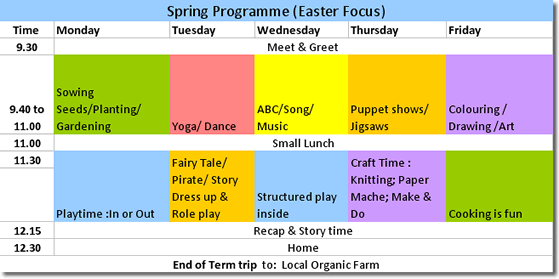 Spring Programme (Easter Focus)
Time Monday Tuesday Wednesday Thursday Friday
9.30 Meet & Greet
9.40 to
11.00
Sowing
Seeds/Planting/
Gardening
Yoga/ Dance
ABC/Song/
Music
Puppet shows/
Jigsaws
Colouring /
Drawing /Art
11.00 Small Lunch
11.30
Playtime :In or Out
Fairy Tale/
Pirate/ Story
Dress up &
Role play
Structured play
inside
Craft Time :
Knitting; Paper
Mache; Make &
Do
Cooking is fun
12.15 Recap & Story time
12.30 Home
End of Term trip to: Local Organic Farm